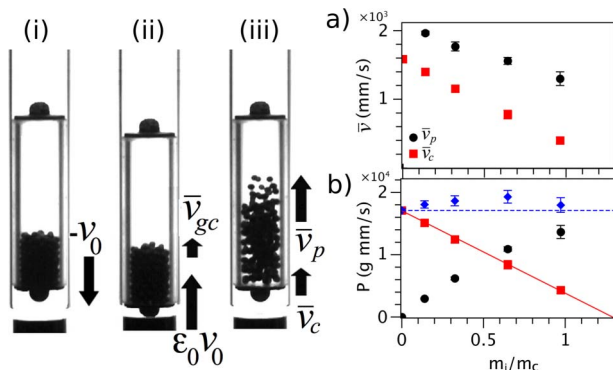 (i)
(ii)
(iii)
-v₀
v̄gc
ε₀v₀
v̄p
v̄c
a)
×10³
2
1
v̄ (mm/s)
v̄p
v̄c
b)
×10⁴
2
1
0
P (g mm/s)
0
0.5
1
mᵢ/mc